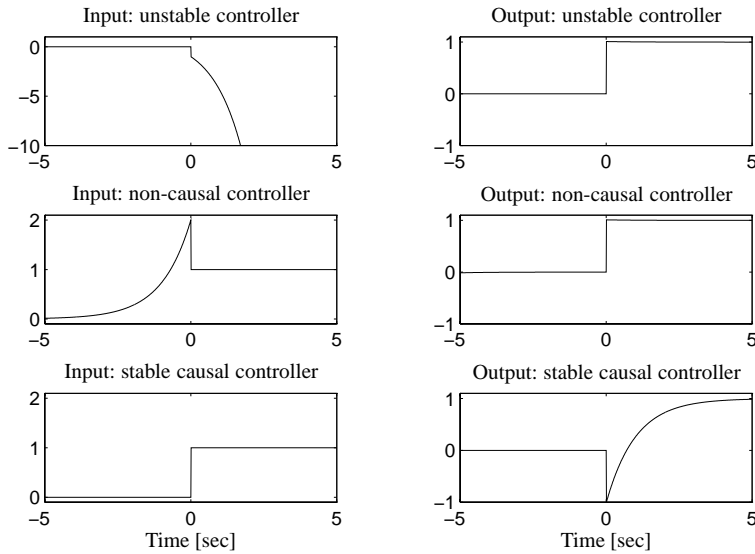 Input: unstable controller
Output: unstable controller
0
−5
−10
−5 0 5
1
0
−1
−5 0 5
Input: non-causal controller
Output: non-causal controller
2
1
0
−5 0 5
1
0
−1
−5 0 5
Input: stable causal controller
Output: stable causal controller
2
1
0
−5 0 5
Time [sec]
1
0
−1
−5 0 5
Time [sec]